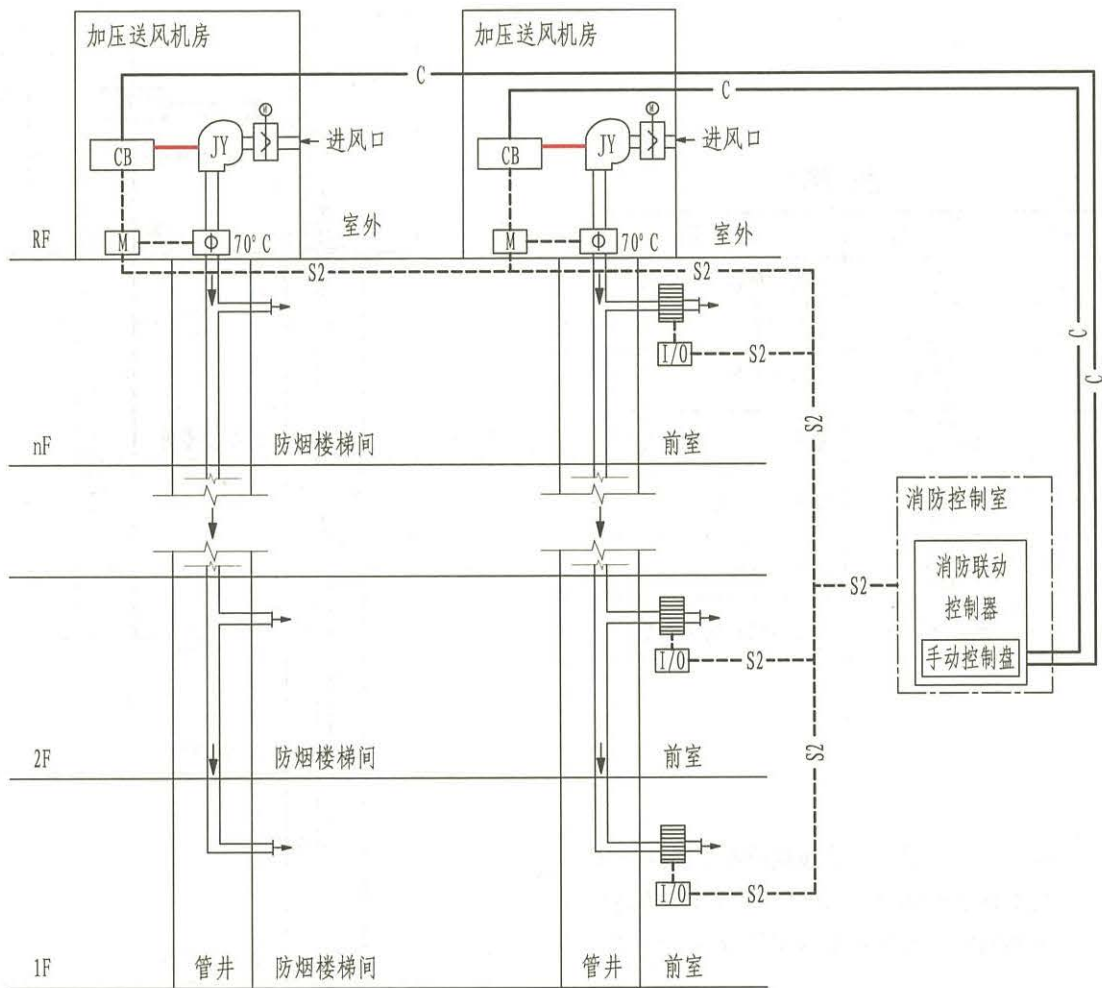 加压送风机房
加压送风机房
C
C
M
M
CB
JY
进风口
CB
JY
进风口
RF
M
70°C
室外
M
70°C
室外
S2
S2
I/O
S2
C
C
S2
nF
防烟楼梯间
前室
消防控制室
消防联动
控制器
手动控制盘
S2
I/O
S2
2F
防烟楼梯间
前室
S2
I/O
S2
1F
管井
防烟楼梯间
管井
前室